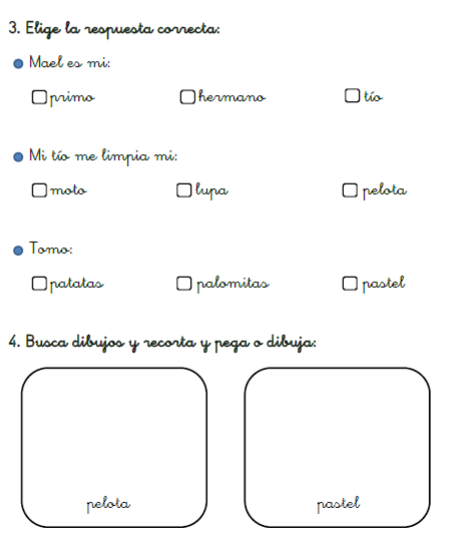 3. Elige la respuesta correcta:
Mael es mi:
primo hermano tío
Mi tío me limpia mi:
moto lupa pelota
Tomo:
patatas palomitas pastel
4. Busca dibujos y recorta y pega o dibuja:
pelota pastel